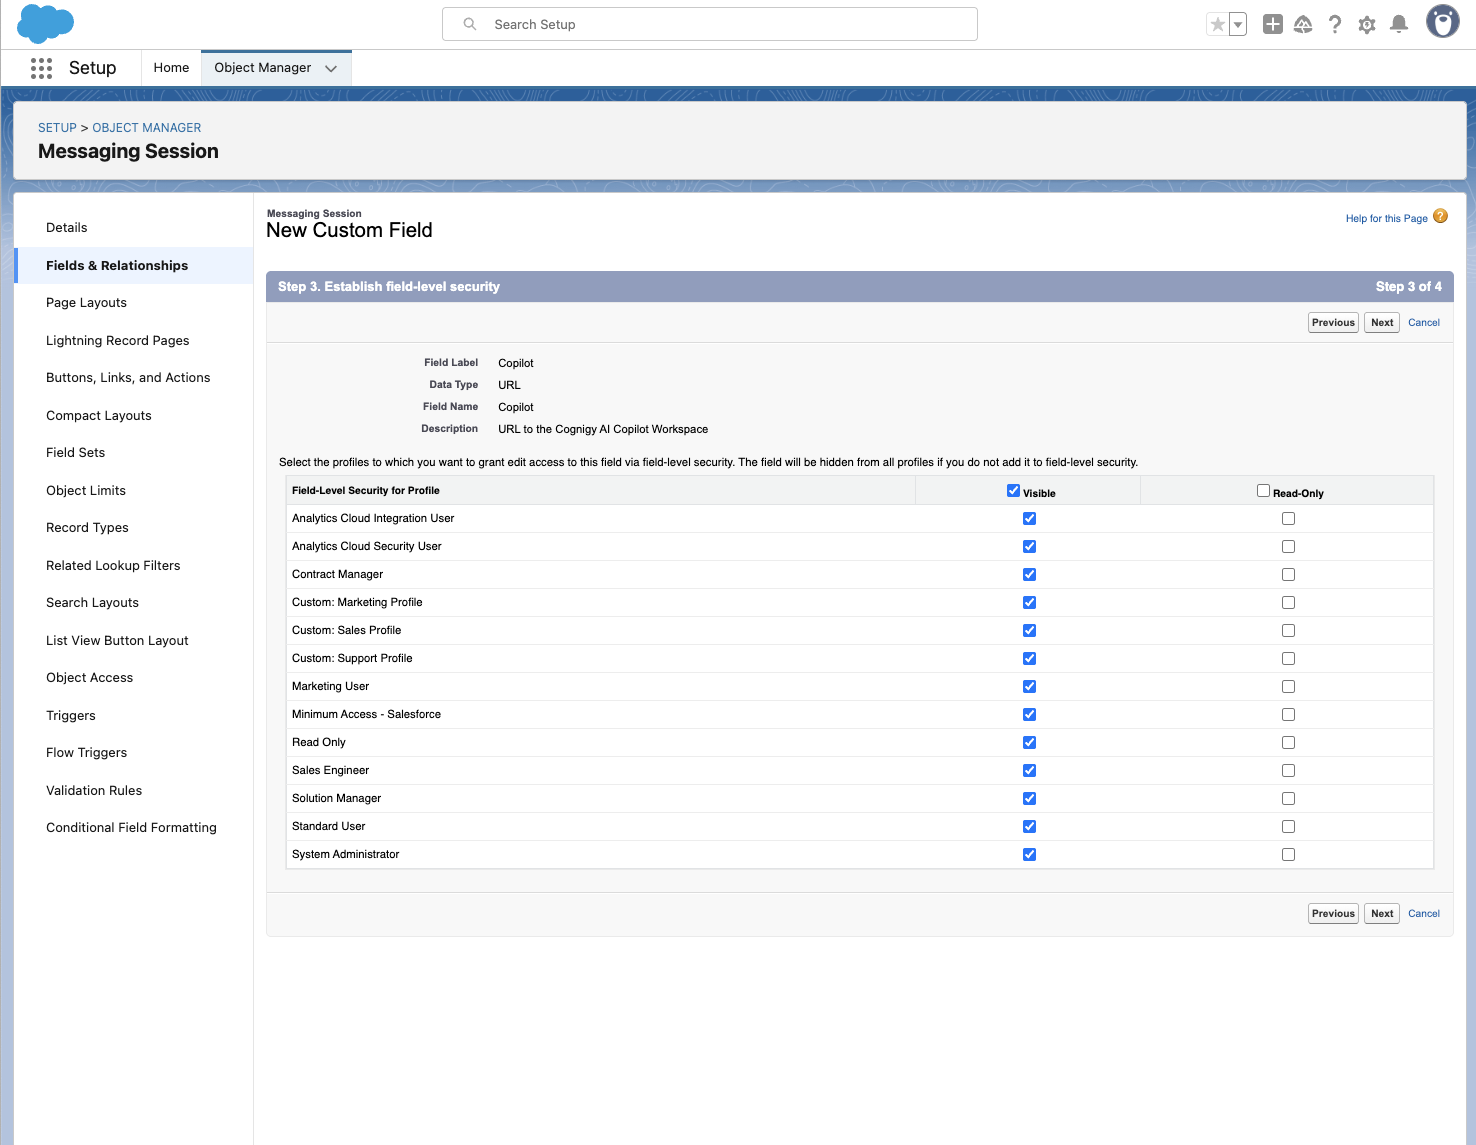 Search Setup
Setup
Home
Object Manager
SETUP > OBJECT MANAGER
Messaging Session
Details
Fields & Relationships
Page Layouts
Lightning Record Pages
Buttons, Links, and Actions
Compact Layouts
Field Sets
Object Limits
Record Types
Related Lookup Filters
Search Layouts
List View Button Layout
Object Access
Triggers
Flow Triggers
Validation Rules
Conditional Field Formatting
Messaging Session
New Custom Field
Help for this Page ?
Step 3. Establish field-level security Step 3 of 4
Previous Next Cancel
Field Label Copilot
Data Type URL
Field Name Copilot
Description URL to the Cognigy AI Copilot Workspace
Select the profiles to which you want to grant edit access to this field via field-level security. The field will be hidden from all profiles if you do not add it to field-level security.
Field-Level Security for Profile Visible Read-Only
Analytics Cloud Integration User
Analytics Cloud Security User
Contract Manager
Custom: Marketing Profile
Custom: Sales Profile
Custom: Support Profile
Marketing User
Minimum Access - Salesforce
Read Only
Sales Engineer
Solution Manager
Standard User
System Administrator
Previous Next Cancel